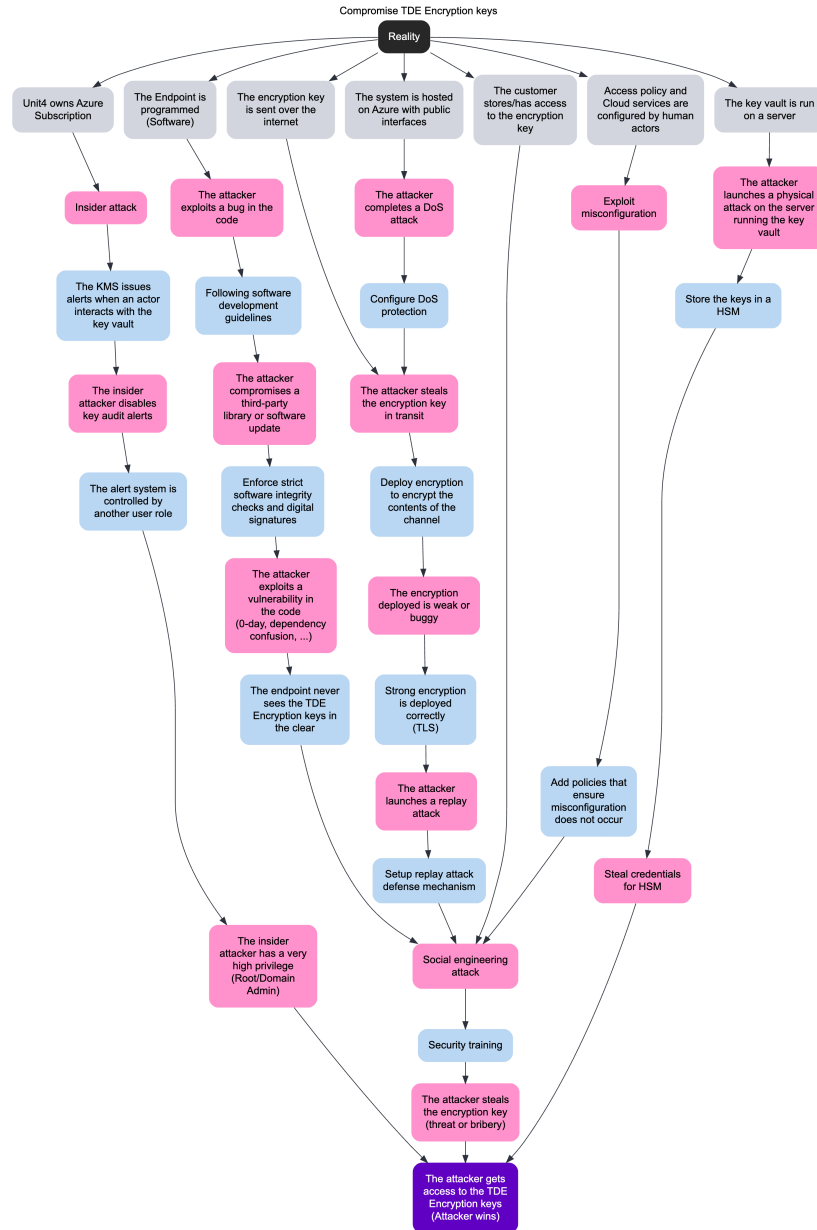 Compromise TDE Encryption keys
Reality
Unit4 owns Azure
Subscription
The Endpoint is
programmed
(Software)
The encryption key
is sent over the
internet
The system is hosted
on Azure with public
interfaces
The customer
stores/has access
to the encryption
key
Access policy and
Cloud services are
configured by human
actors
The key vault is run
on a server
Insider attack
The attacker
exploits a bug in the
code
The attacker
completes a DoS
attack
Exploit
misconfiguration
The attacker
launches a physical
attack on the server
running the key
vault
The KMS issues
alerts when an actor
interacts with the
key vault
Following software
development
guidelines
Configure DoS
protection
Store the keys in a
HSM
The insider
attacker disables
key audit alerts
The attacker
compromises a
third-party
library or software
update
The attacker steals
the encryption key
in transit
The alert system is
controlled by
another user role
Enforce strict
software integrity
checks and digital
signatures
Deploy encryption
to encrypt the
contents of the
channel
The attacker
exploits a
vulnerability in
the code
(0-day, dependency
confusion, ...)
The encryption
deployed is weak or
buggy
The endpoint never
sees the TDE
Encryption keys in
the clear
Strong encryption
is deployed
correctly
(TLS)
The attacker
launches a replay
attack
Add policies that
ensure
misconfiguration
does not occur
Setup replay attack
defense mechanism
Steal credentials
for HSM
The insider
attacker has a very
high privilege
(Root/Domain
Admin)
Social engineering
attack
Security training
The attacker steals
the encryption key
(threat or bribery)
The attacker gets
access to the TDE
Encryption keys
(Attacker wins)